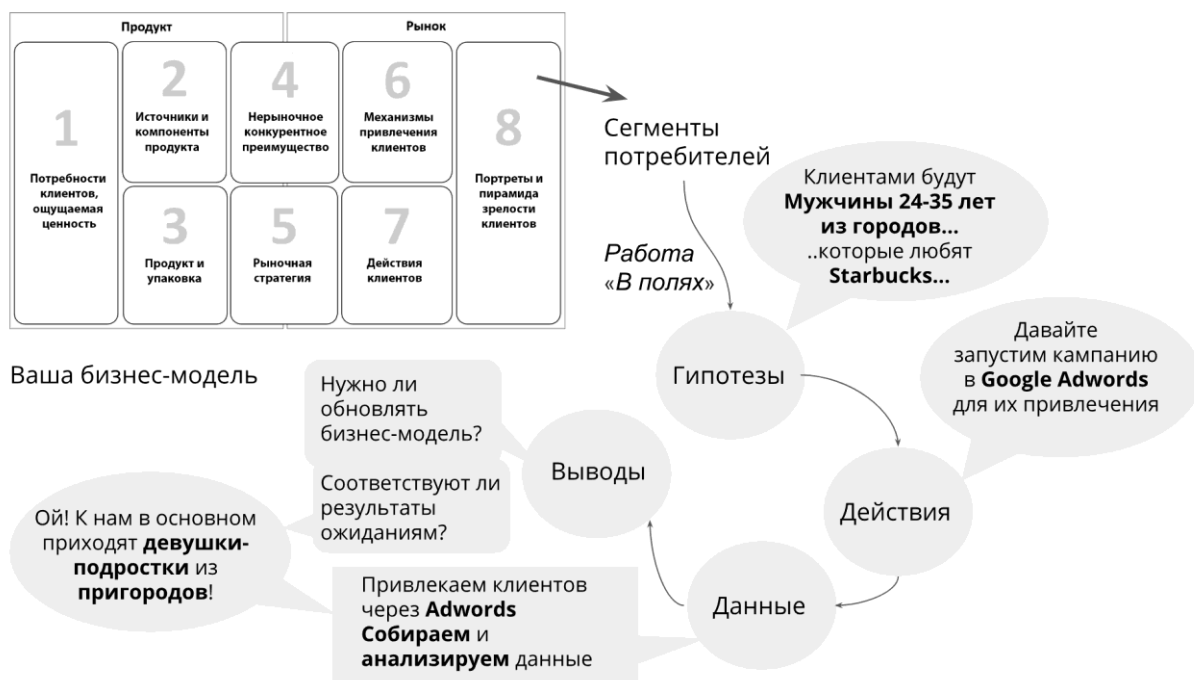 Продукт
Рынок
1
Потребности
клиентов,
ощущаемая
ценность
2
Источники и
компоненты
продукта
3
Продукт и
упаковка
4
Нерыночное
конкурентное
преимущество
5
Рыночная
стратегия
6
Механизмы
привлечения
клиентов
7
Действия
клиентов
8
Портреты и
пирамида
зрелости
клиентов
Ваша бизнес-модель
Сегменты
потребителей
Работа
«В полях»
Клиентами будут
Мужчины 24-35 лет
из городов...
..которые любят
Starbucks...
Гипотезы
Давайте
запустим кампанию
в Google Adwords
для их привлечения
Действия
Данные
Привлекаем клиентов
через Adwords
Собираем и
анализируем данные
Выводы
Нужно ли
обновлять
бизнес-модель?
Соответствуют ли
результаты
ожиданиям?
Ой! К нам в основном
приходят девушки-
подростки из
пригородов!